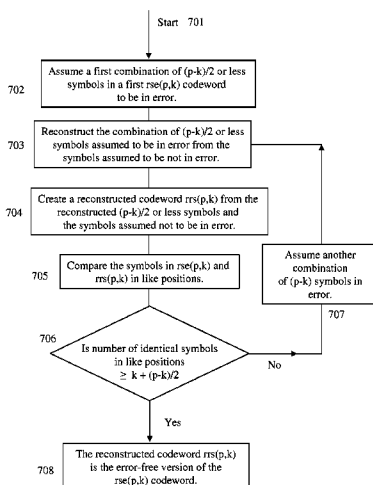 Start 701
702
Assume a first combination of (p-k)/2 or less
symbols in a first rse(p,k) codeword
to be in error.
703
Reconstruct the combination of (p-k)/2 or less
symbols assumed to be in error from the
symbols assumed to be not in error.
704
Create a reconstructed codeword rrs(p,k) from the
reconstructed (p-k)/2 or less symbols and
the symbols assumed not to be in error.
705
Compare the symbols in rse(p,k) and
rrs(p,k) in like positions.
Assume another
combination
of (p-k) symbols in
error.
707
706
Is number of identical symbols
in like positions
≥ k + (p-k)/2
No
Yes
708
The reconstructed codeword rrs(p,k)
is the error-free version of the
rse(p,k) codeword.